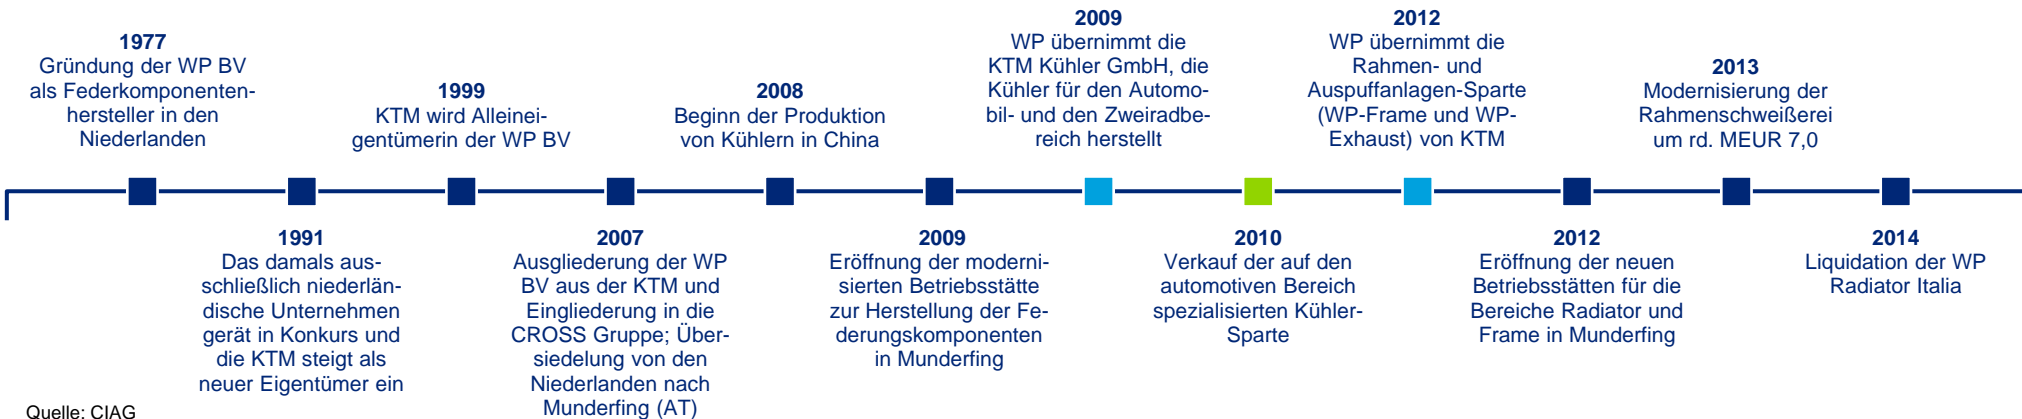 1977
Gründung der WP BV
als Federkomponenten-
hersteller in den
Niederlanden
1991
Das damals aus-
schließlich niederlän-
dische Unternehmen
gerät in Konkurs und
die KTM steigt als
neuer Eigentümer ein
1999
KTM wird Alleinei-
gentümerin der WP BV
2007
Ausgliederung der WP
BV aus der KTM und
Eingliederung in die
CROSS Gruppe; Über-
siedelung von den
Niederlanden nach
Munderfing (AT)
2008
Beginn der Produktion
von Kühlern in China
2009
Eröffnung der moderni-
sierten Betriebsstätte
zur Herstellung der Fe-
derungskomponenten
in Munderfing
2009
WP übernimmt die
KTM Kühler GmbH, die
Kühler für den Automo-
bil- und den Zweiradbe-
reich herstellt
2010
Verkauf der auf den
automotiven Bereich
spezialisierten Kühler-
Sparte
2012
WP übernimmt die
Rahmen- und
Auspuffanlagen-Sparte
(WP-Frame und WP-
Exhaust) von KTM
2012
Eröffnung der neuen
Betriebsstätten für die
Bereiche Radiator und
Frame in Munderfing
2013
Modernisierung der
Rahmenschweißerei
um rd. MEUR 7,0
2014
Liquidation der WP
Radiator Italia
Quelle: CIAG